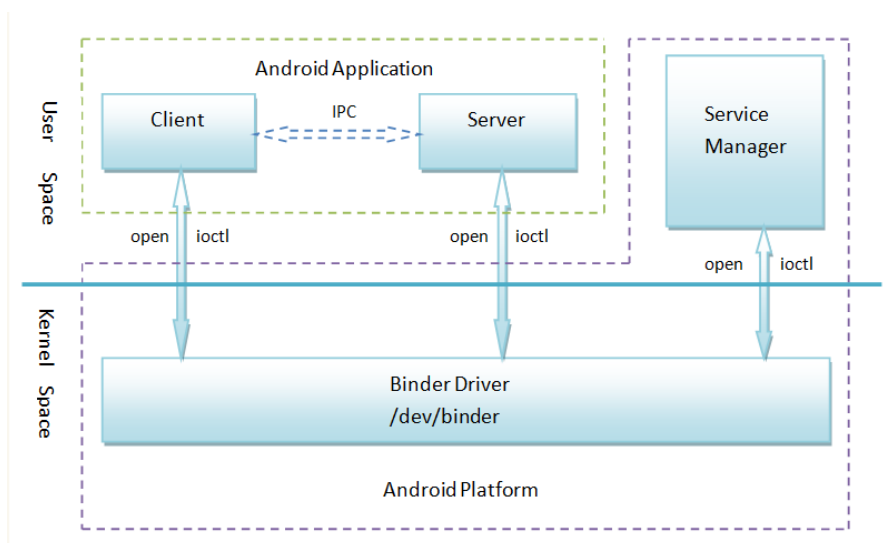 Android Application
Client
IPC
Server
Service
Manager
User Space
open ioctl
open ioctl
open ioctl
Kernel Space
Binder Driver
/dev/binder
Android Platform